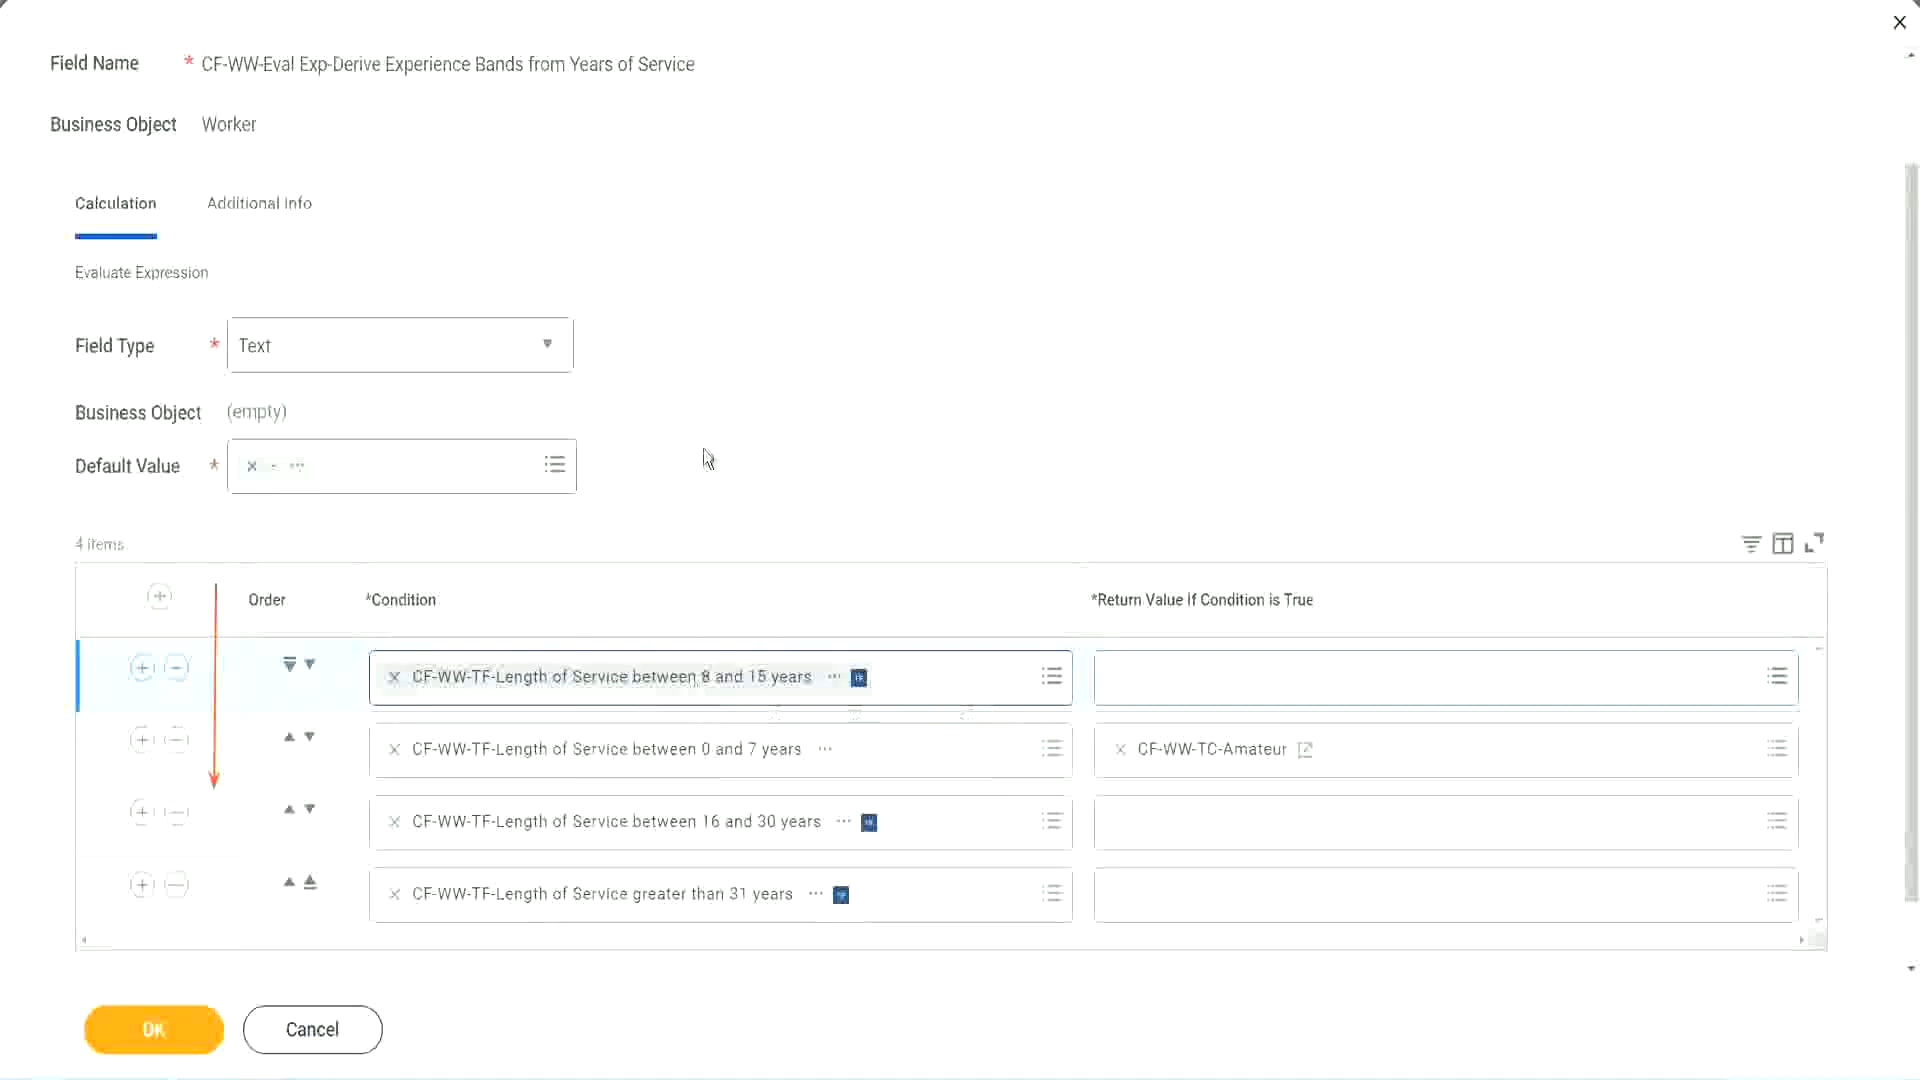 Field Name * CF-WW-Eval Exp-Derive Experience Bands from Years of Service
Business Object Worker
Calculation Additional Info
Evaluate Expression
Field Type * Text
Business Object (empty)
Default Value * × - ...
4 items
Order *Condition *Return Value If Condition is True
CF-WW-TF-Length of Service between 8 and 15 years ...
CF-WW-TF-Length of Service between 0 and 7 years ... CF-WW-TC-Amateur
CF-WW-TF-Length of Service between 16 and 30 years ...
CF-WW-TF-Length of Service greater than 31 years ...
OK Cancel